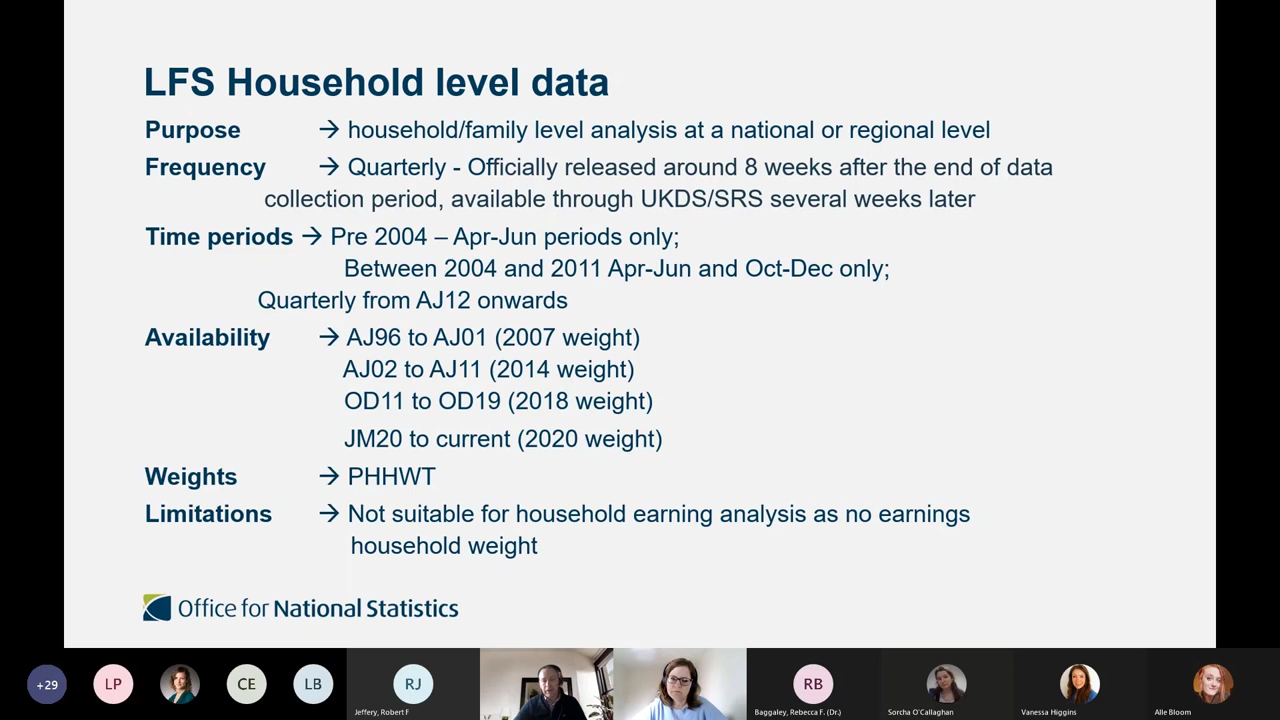 LFS Household level data
Purpose → household/family level analysis at a national or regional level
Frequency → Quarterly - Officially released around 8 weeks after the end of data
collection period, available through UKDS/SRS several weeks later
Time periods → Pre 2004 – Apr-Jun periods only;
Between 2004 and 2011 Apr-Jun and Oct-Dec only;
Quarterly from AJ12 onwards
Availability → AJ96 to AJ01 (2007 weight)
AJ02 to AJ11 (2014 weight)
OD11 to OD19 (2018 weight)
JM20 to current (2020 weight)
Weights → PHHWT
Limitations → Not suitable for household earning analysis as no earnings
household weight
Office for National Statistics
+29 LP CE LB RJ RB
Jeffery, Robert F Baggaley, Rebecca F. (Dr.) Sorcha O'Callaghan Vanessa Higgins Alle Bloom